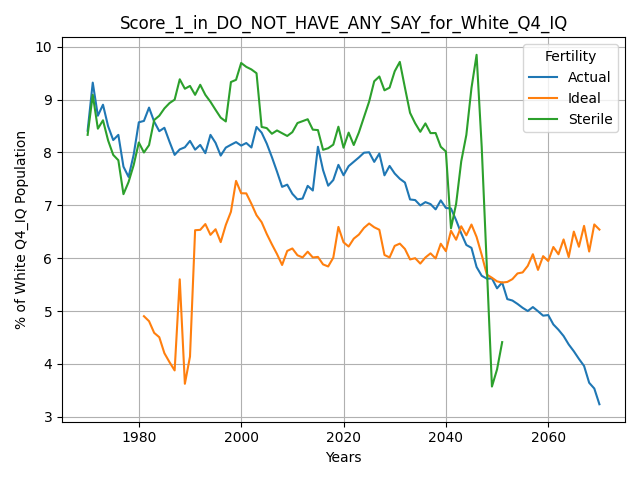 Score_1_in_DO_NOT_HAVE_ANY_SAY_for_White_Q4_IQ
% of White Q4_IQ Population
10
9
8
7
6
5
4
3
Fertility
Actual
Ideal
Sterile
1980
2000
2020
2040
2060
Years